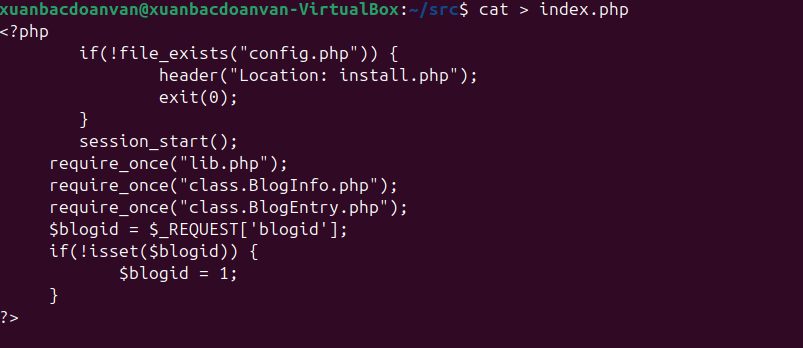 xuanbacdoanvan@xuanbacdoanvan-VirtualBox:~/src$ cat > index.php
<?php
        if(!file_exists("config.php")) {
                header("Location: install.php");
                exit(0);
        }
        session_start();
     require_once("lib.php");
     require_once("class.BlogInfo.php");
     require_once("class.BlogEntry.php");
     $blogid = $_REQUEST['blogid'];
     if(!isset($blogid)) {
            $blogid = 1;
     }
?>